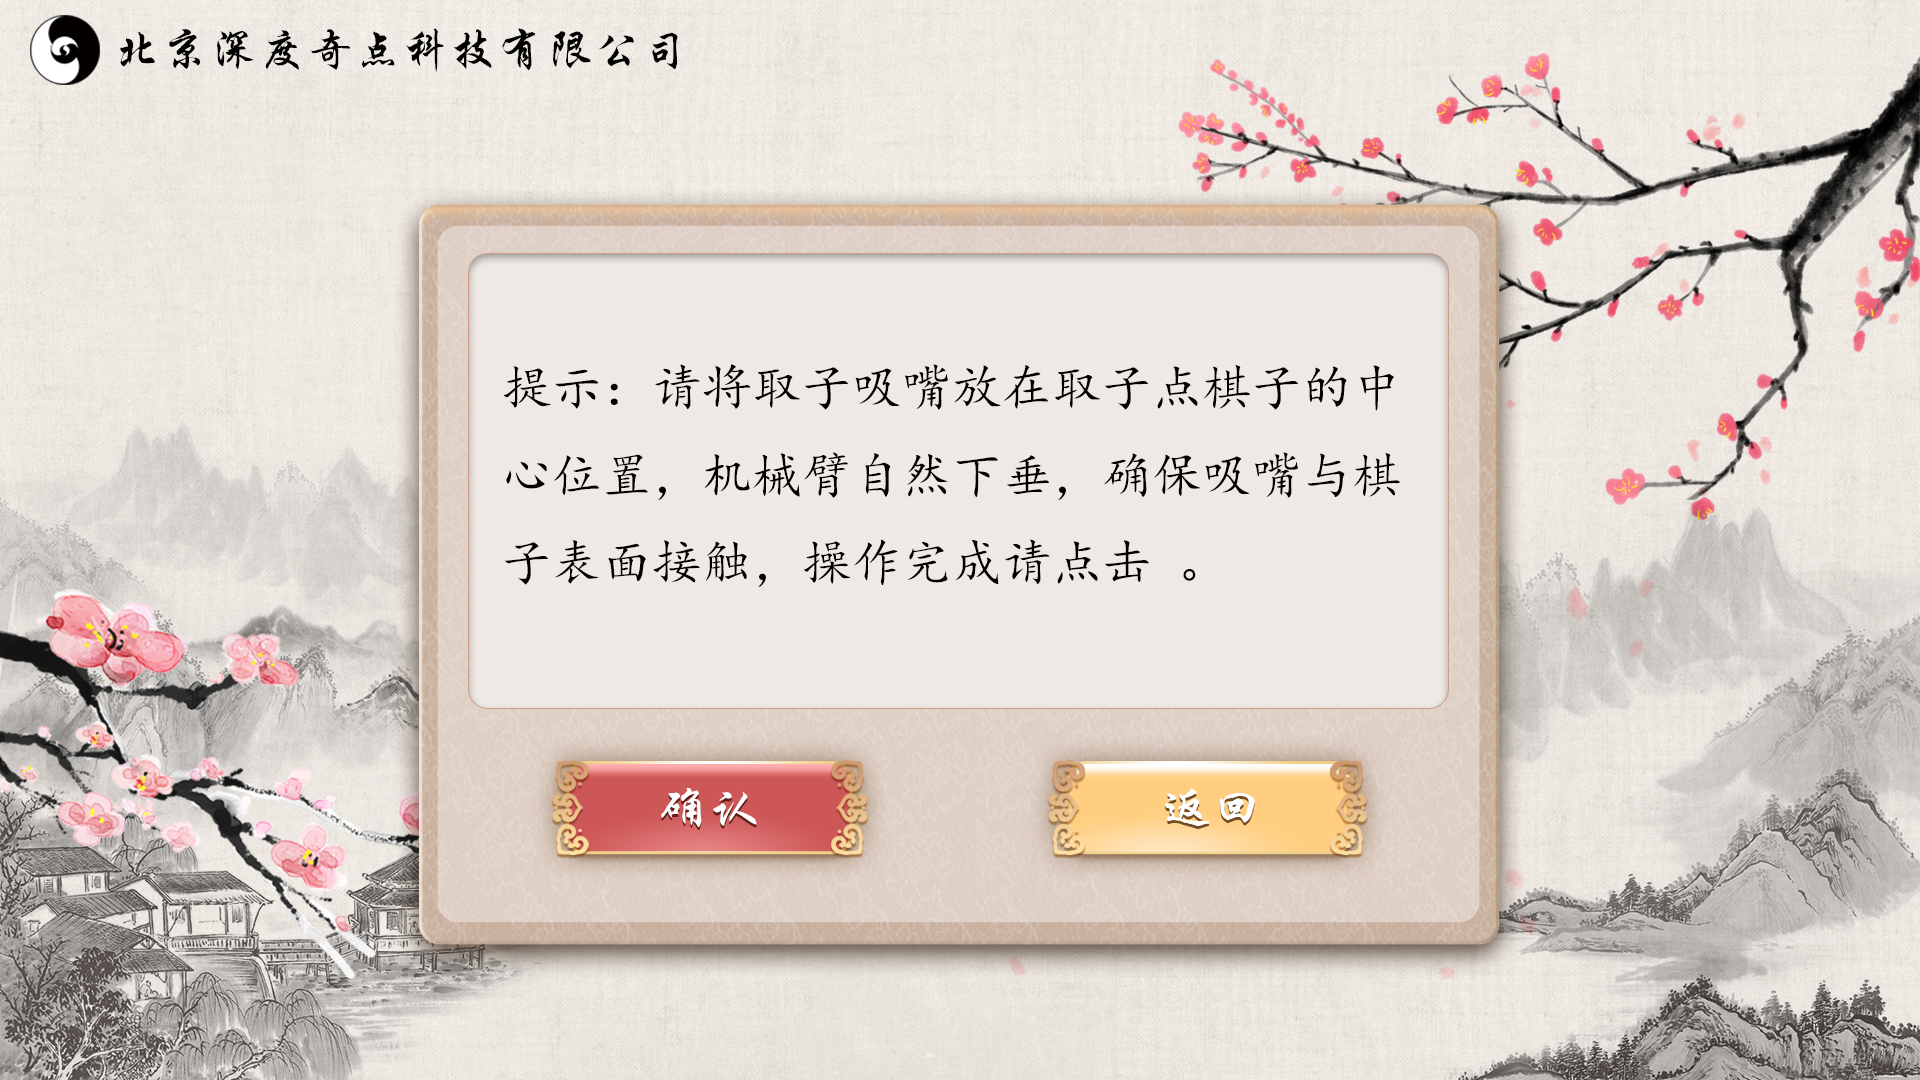 北京深度奇点科技有限公司
提示：请将取子吸嘴放在取子点棋子的中
心位置，机械臂自然下垂，确保吸嘴与棋
子表面接触，操作完成请点击 。
确认
返回